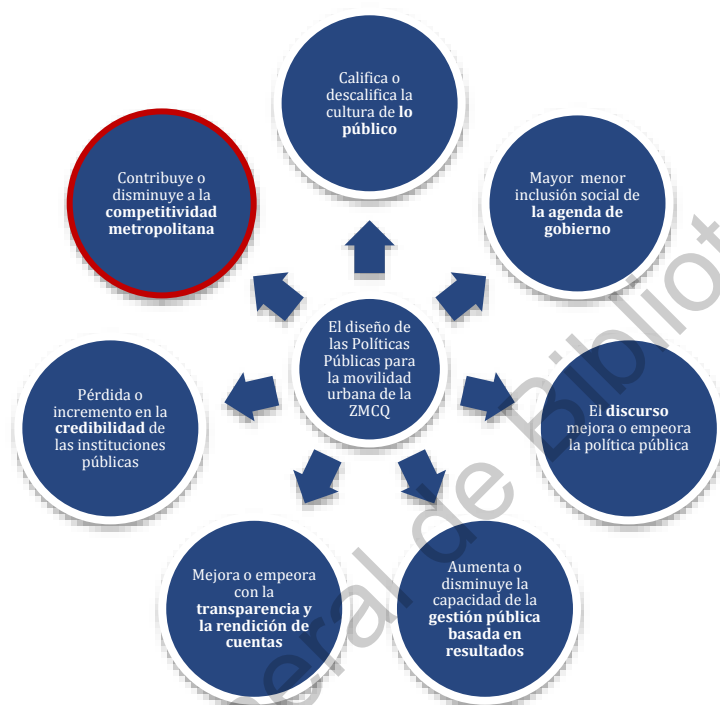 Califica o
descalifica la
cultura de lo
público
Mayor menor
inclusión social de
la agenda de
gobierno
El discurso
mejora o empeora
la política pública
Aumenta o
disminuye la
capacidad de la
gestión pública
basada en
resultados
Mejora o empeora
con la
transparencia y
la rendición de
cuentas
Pérdida o
incremento en la
credibilidad de
las instituciones
públicas
Contribuye o
disminuye a la
competitividad
metropolitana
El diseño de
las Políticas
Públicas para
la movilidad
urbana de la
ZMCQ
eral de Bibliot